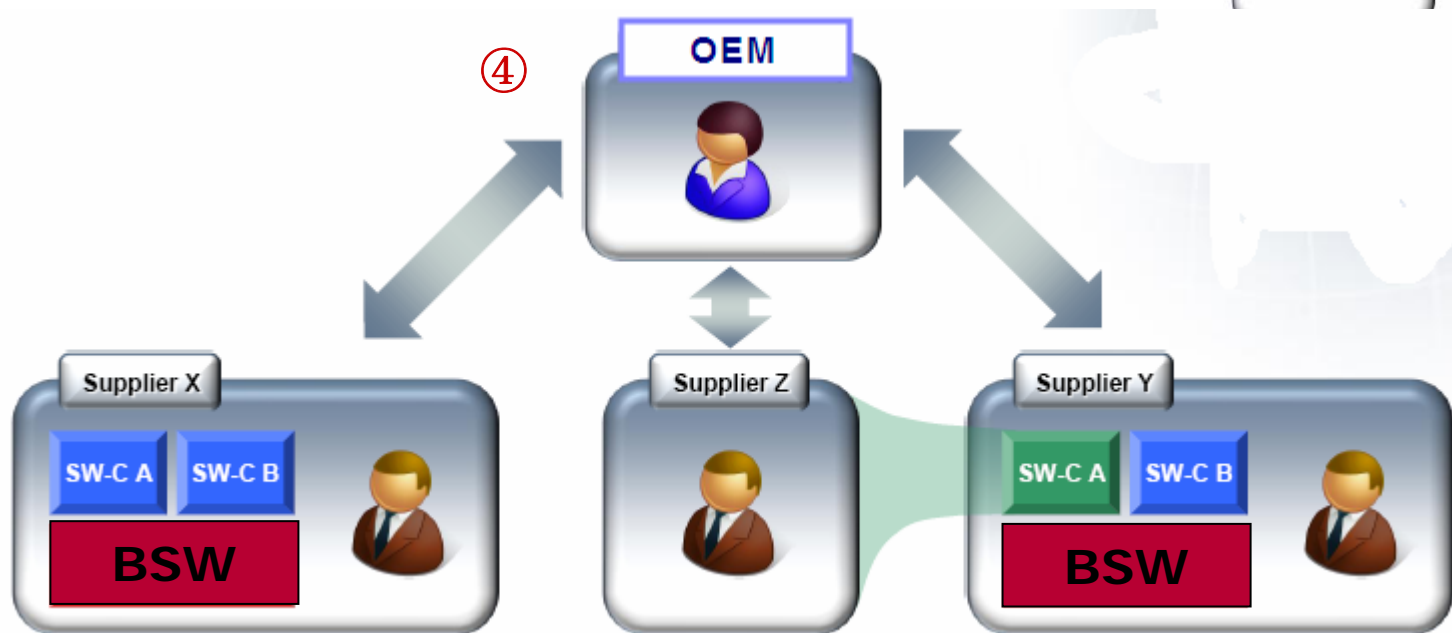 ④
OEM
Supplier X
Supplier Z
Supplier Y
SW-C A
SW-C B
BSW
SW-C A
SW-C B
BSW